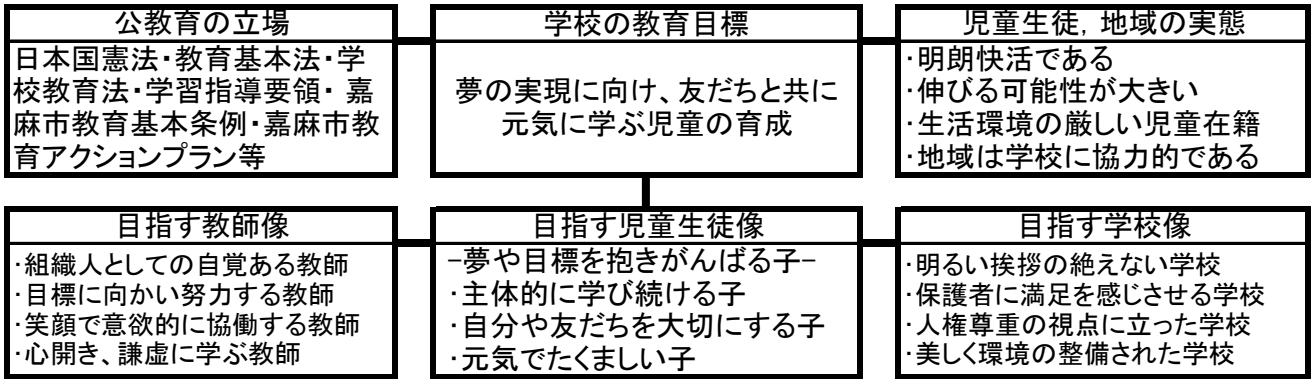 公教育の立場
日本国憲法・教育基本法・学
校教育法・学習指導要領・ 嘉
麻市教育基本条例・嘉麻市教
育アクションプラン等
学校の教育目標
夢の実現に向け、友だちと共に
元気に学ぶ児童の育成
児童生徒，地域の実態
・明朗快活である
・伸びる可能性が大きい
・生活環境の厳しい児童在籍
・地域は学校に協力的である
目指す教師像
・組織人としての自覚ある教師
・目標に向かい努力する教師
・笑顔で意欲的に協働する教師
・心開き、謙虚に学ぶ教師
目指す児童生徒像
-夢や目標を抱きがんばる子-
・主体的に学び続ける子
・自分や友だちを大切にする子
・元気でたくましい子
目指す学校像
・明るい挨拶の絶えない学校
・保護者に満足を感じさせる学校
・人権尊重の視点に立った学校
・美しく環境の整備された学校